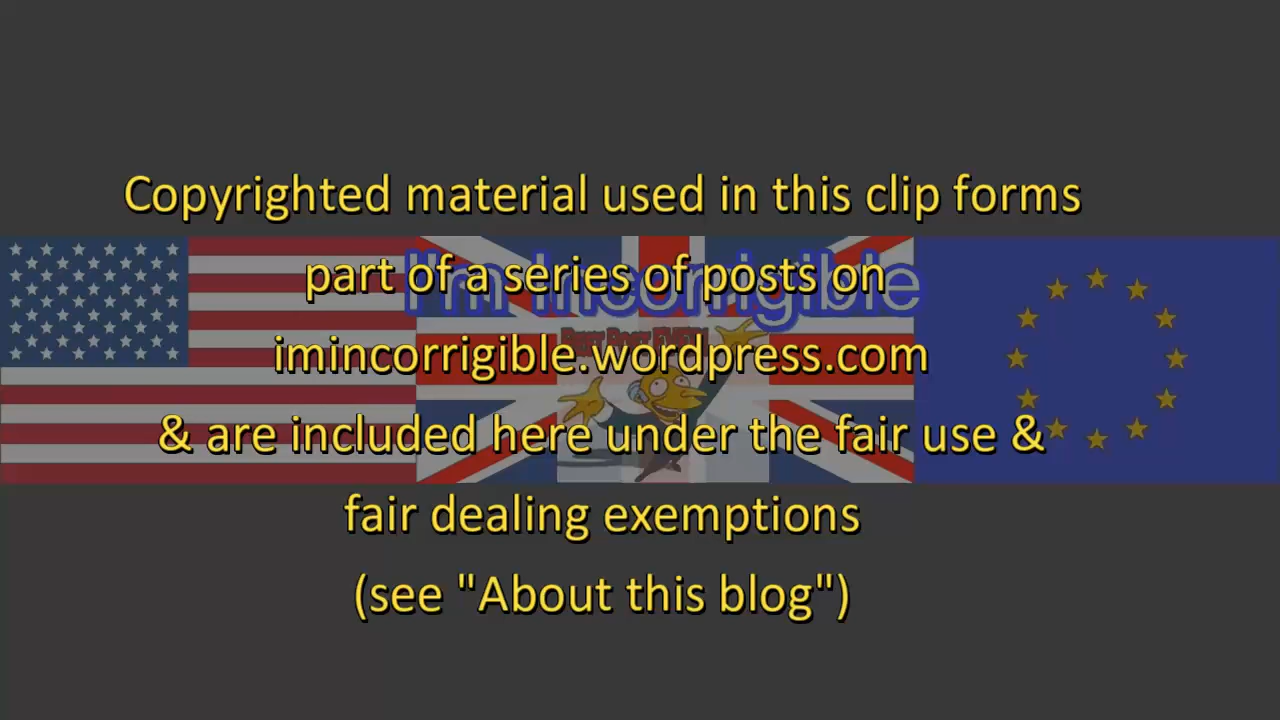 Copyrighted material used in this clip forms
I'm Incorrigible
part of a series of posts on
imincorrigible.wordpress.com
& are included here under the fair use &
fair dealing exemptions
(see "About this blog")